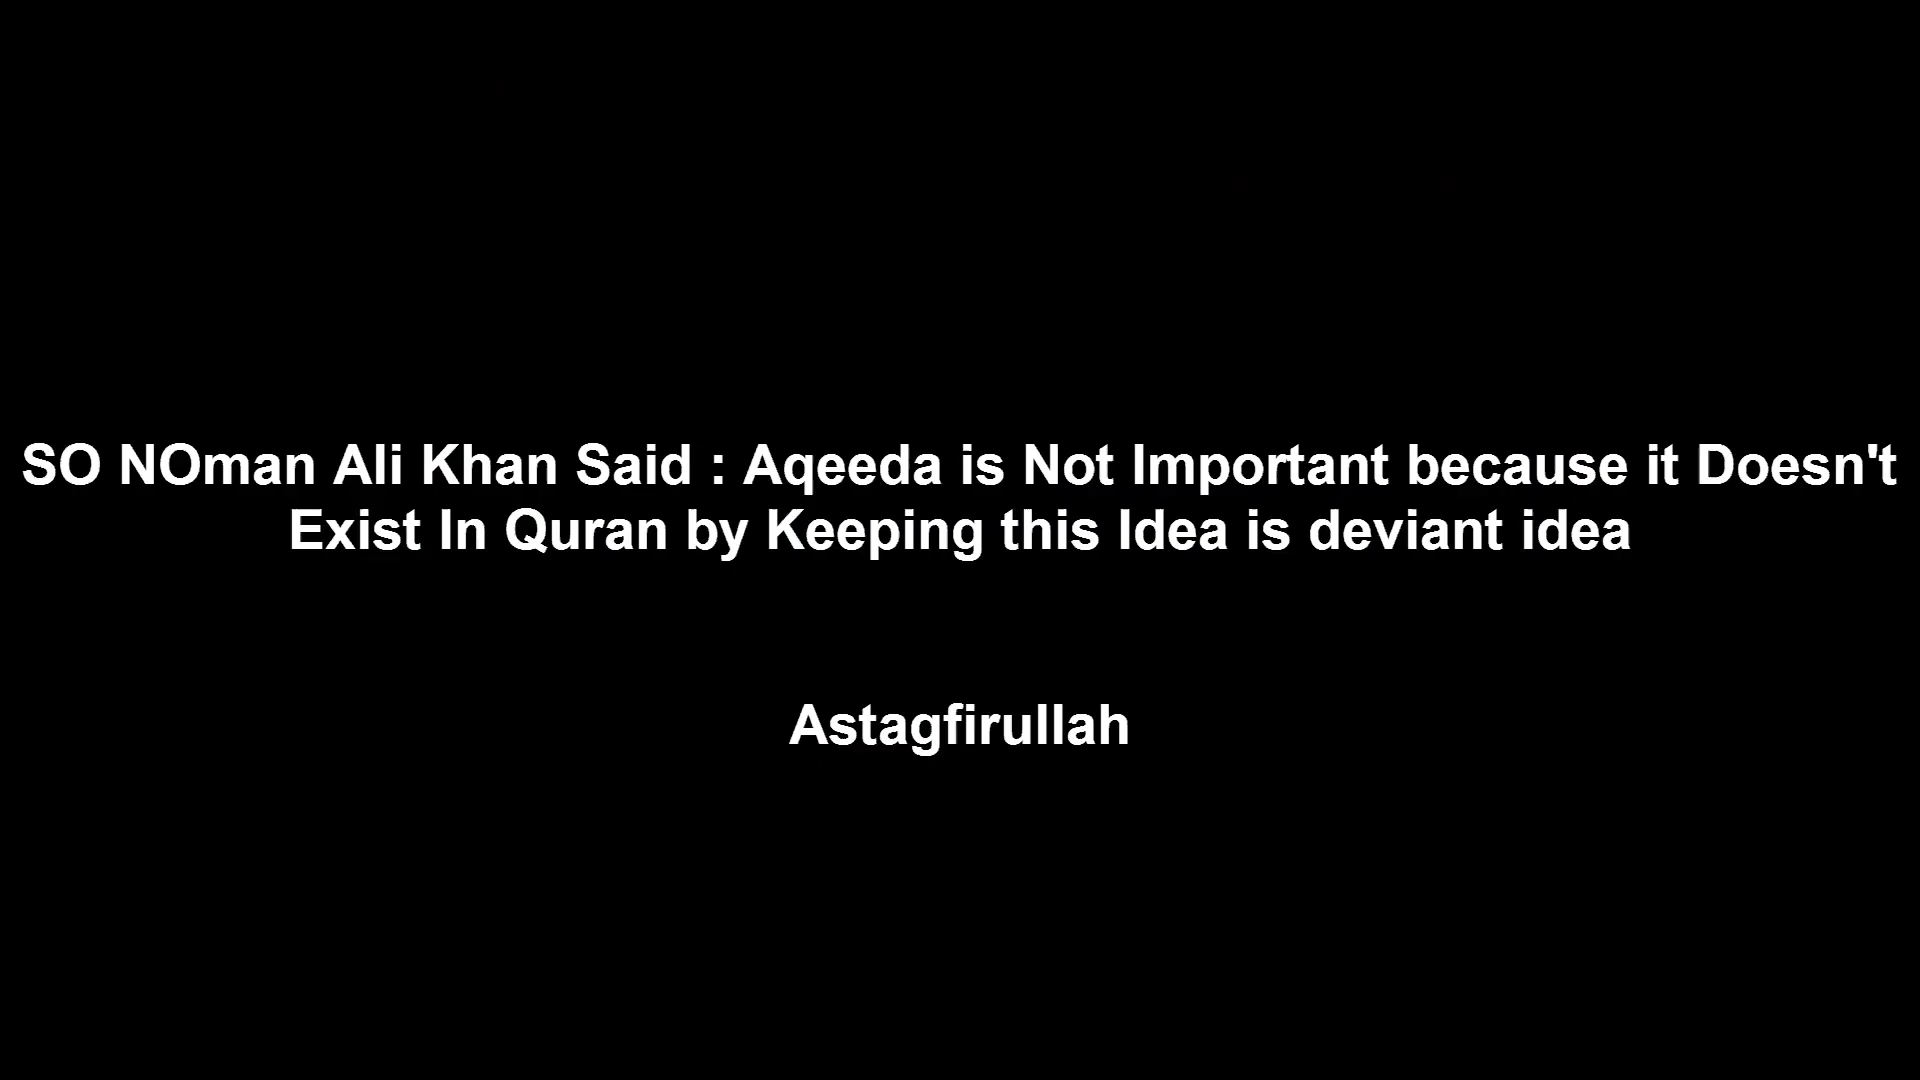 SO NOman Ali Khan Said : Aqeeda is Not Important because it Doesn't
Exist In Quran by Keeping this Idea is deviant idea
Astagfirullah